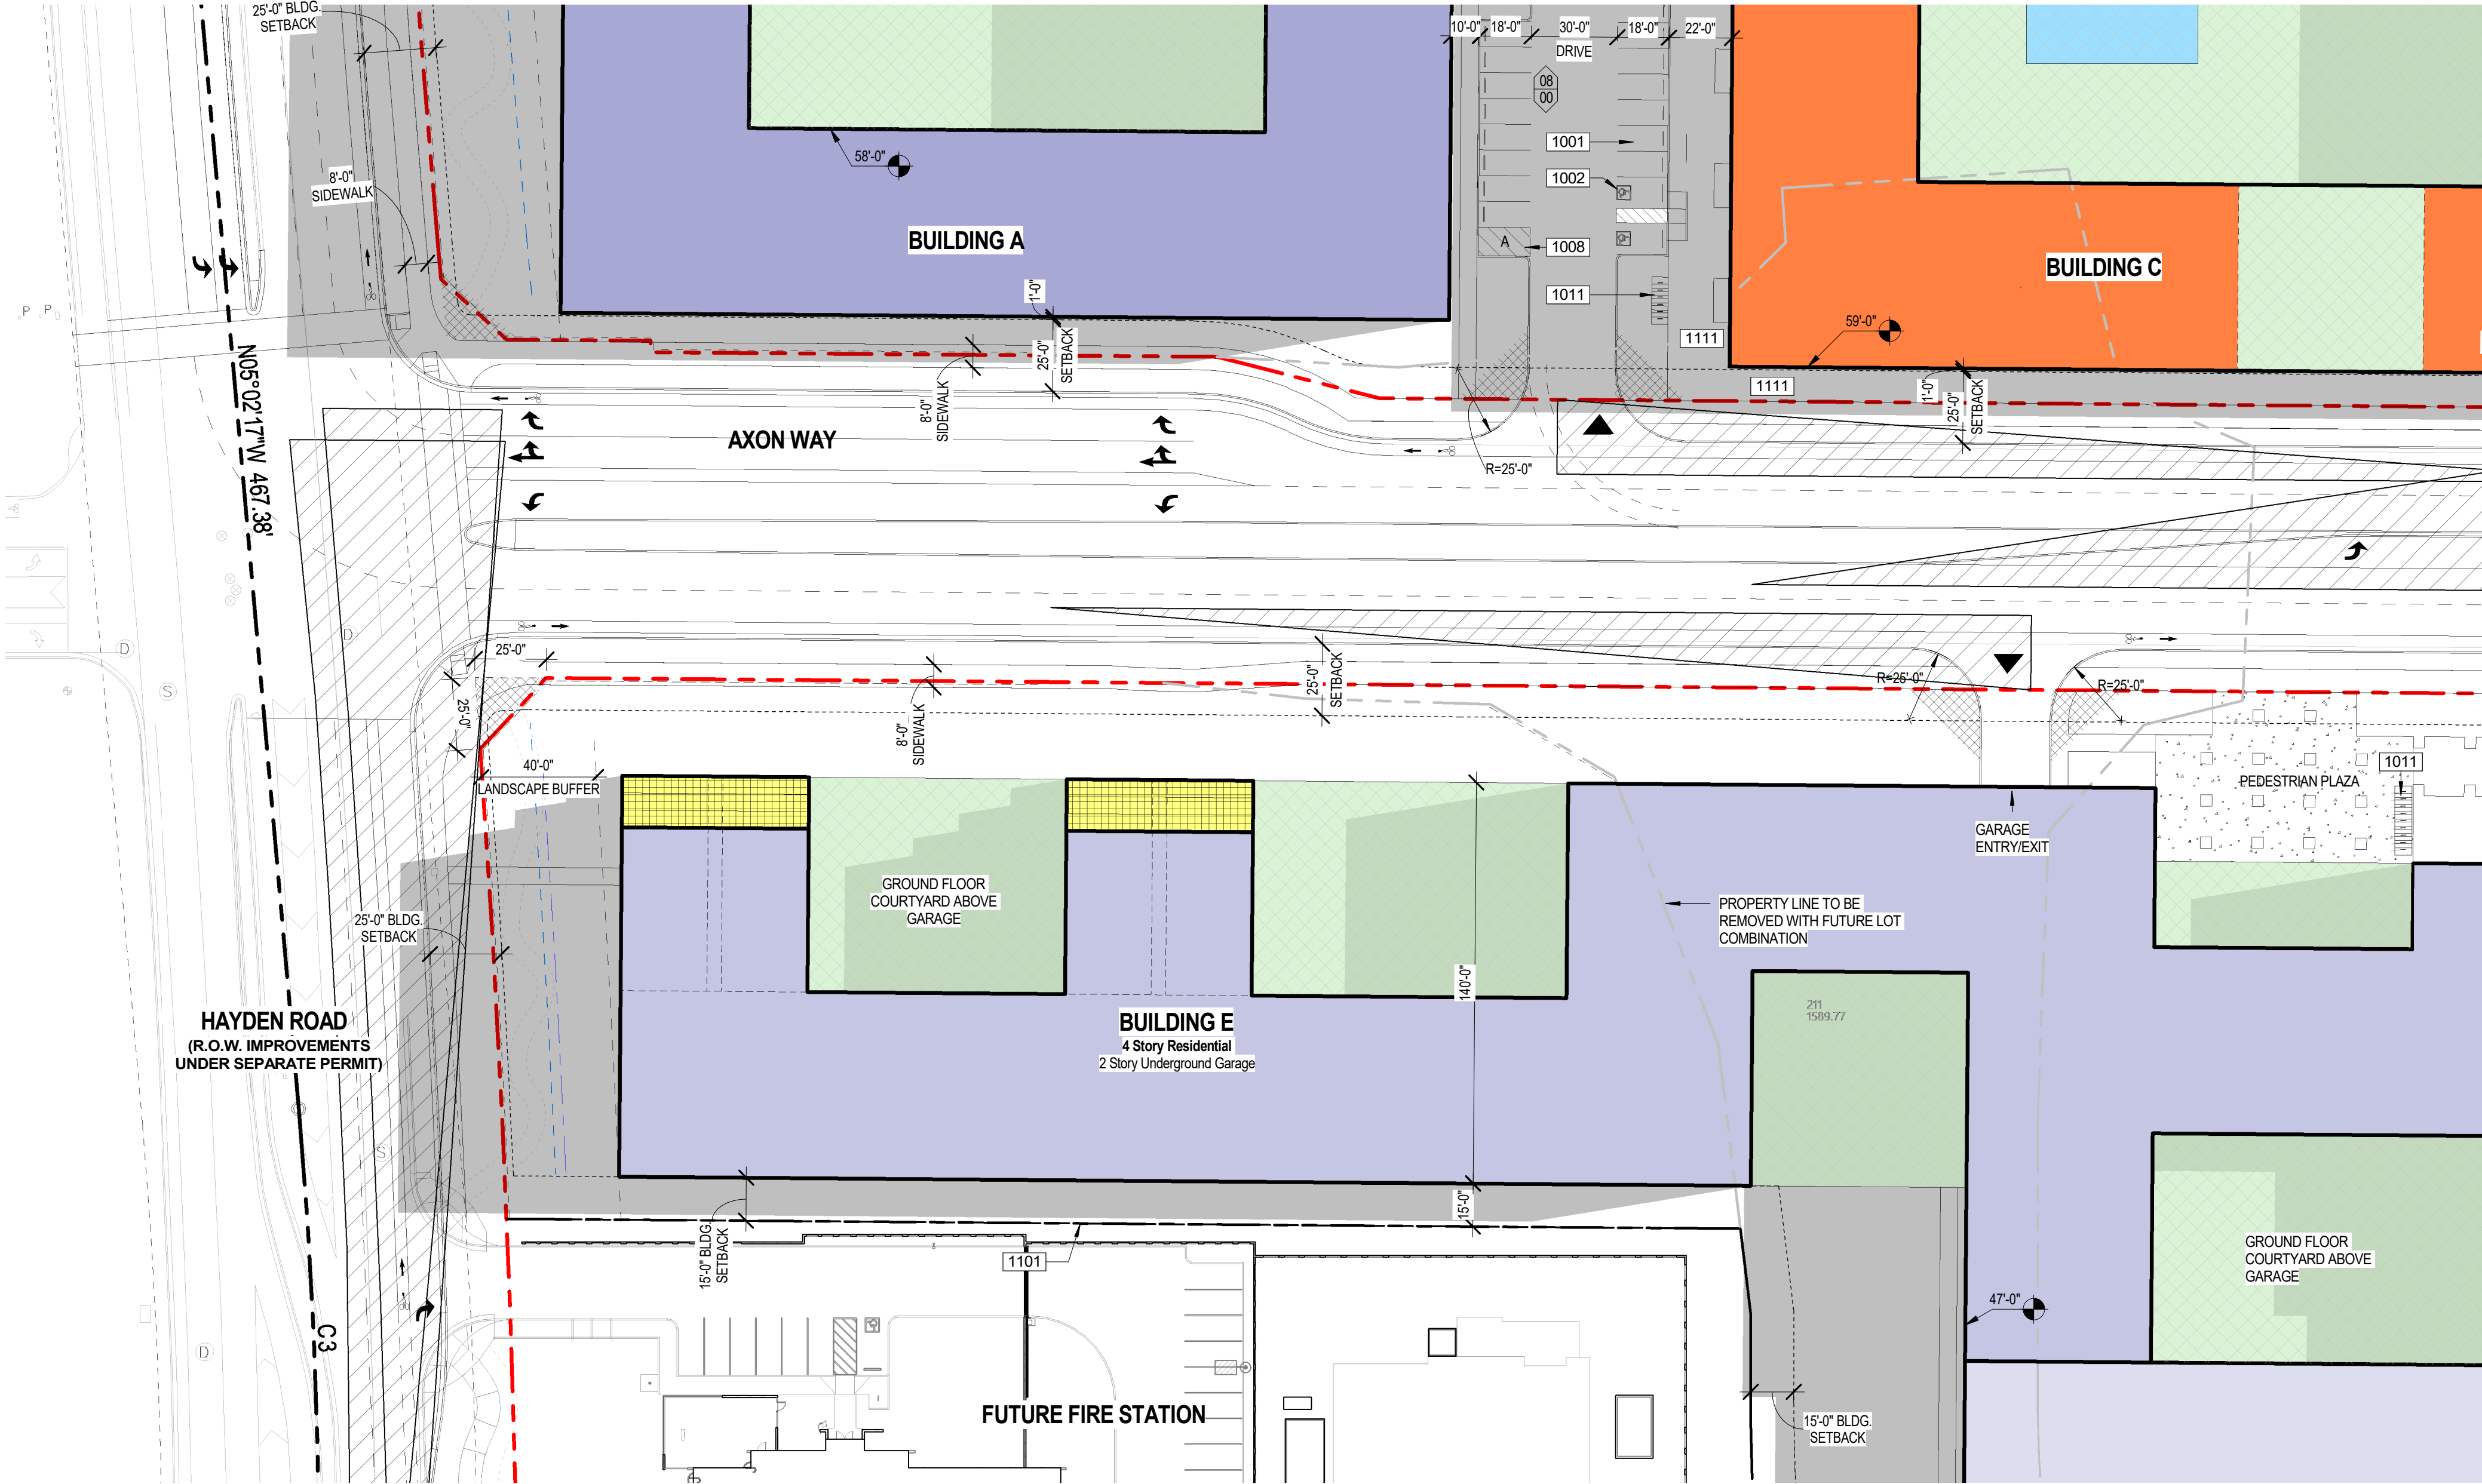 25'-0" BLDG.
SETBACK
10'-0"
18'-0"
30'-0"
18'-0"
22'-0"
DRIVE
08
00
1001
1002
58'-0"
8'-0"
SIDEWALK
BUILDING A
A
1008
BUILDING C
1011
1'-0"
59'-0"
1111
P
P
25'-0"
SETBACK
1111
1'-0"
25'-0"
SETBACK
8'-0"
SIDEWALK
N05°02'17"W 467.38'
AXON WAY
R=25'-0"
D
D
S
25'-0"
25'-0"
25'-0"
SETBACK
R=25'-0"
R=25'-0"
8'-0"
SIDEWALK
40'-0"
LANDSCAPE BUFFER
1011
PEDESTRIAN PLAZA
GARAGE
ENTRY/EXIT
GROUND FLOOR
COURTYARD ABOVE
GARAGE
PROPERTY LINE TO BE
REMOVED WITH FUTURE LOT
COMBINATION
25'-0" BLDG.
SETBACK
140'-0"
211
1589.77
HAYDEN ROAD
(R.O.W. IMPROVEMENTS
UNDER SEPARATE PERMIT)
BUILDING E
4 Story Residential
2 Story Underground Garage
S
15'-0"
15'-0" BLDG.
SETBACK
1101
GROUND FLOOR
COURTYARD ABOVE
GARAGE
47'-0"
C3
D
FUTURE FIRE STATION
15'-0" BLDG.
SETBACK